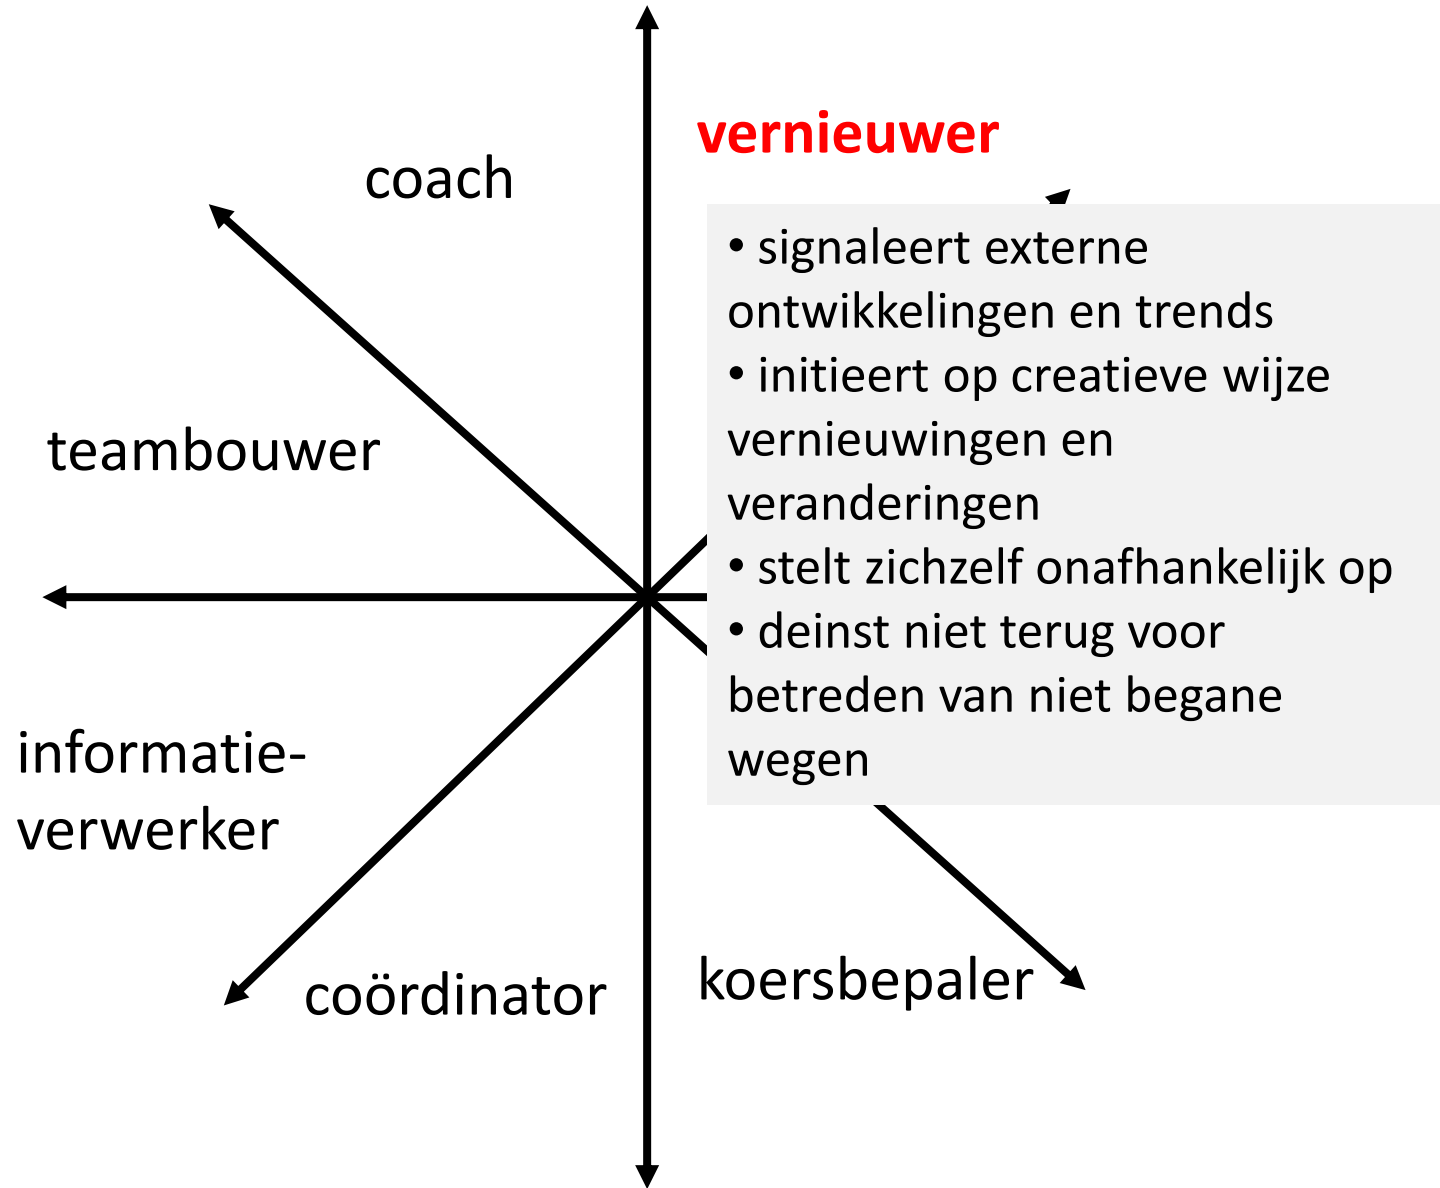 vernieuwer
coach
• signaleert externe
ontwikkelingen en trends
• initieert op creatieve wijze
vernieuwingen en
veranderingen
• stelt zichzelf onafhankelijk op
• deinst niet terug voor
betreden van niet begane
wegen
teambouwer
informatie-
verwerker
coördinator
koersbepaler